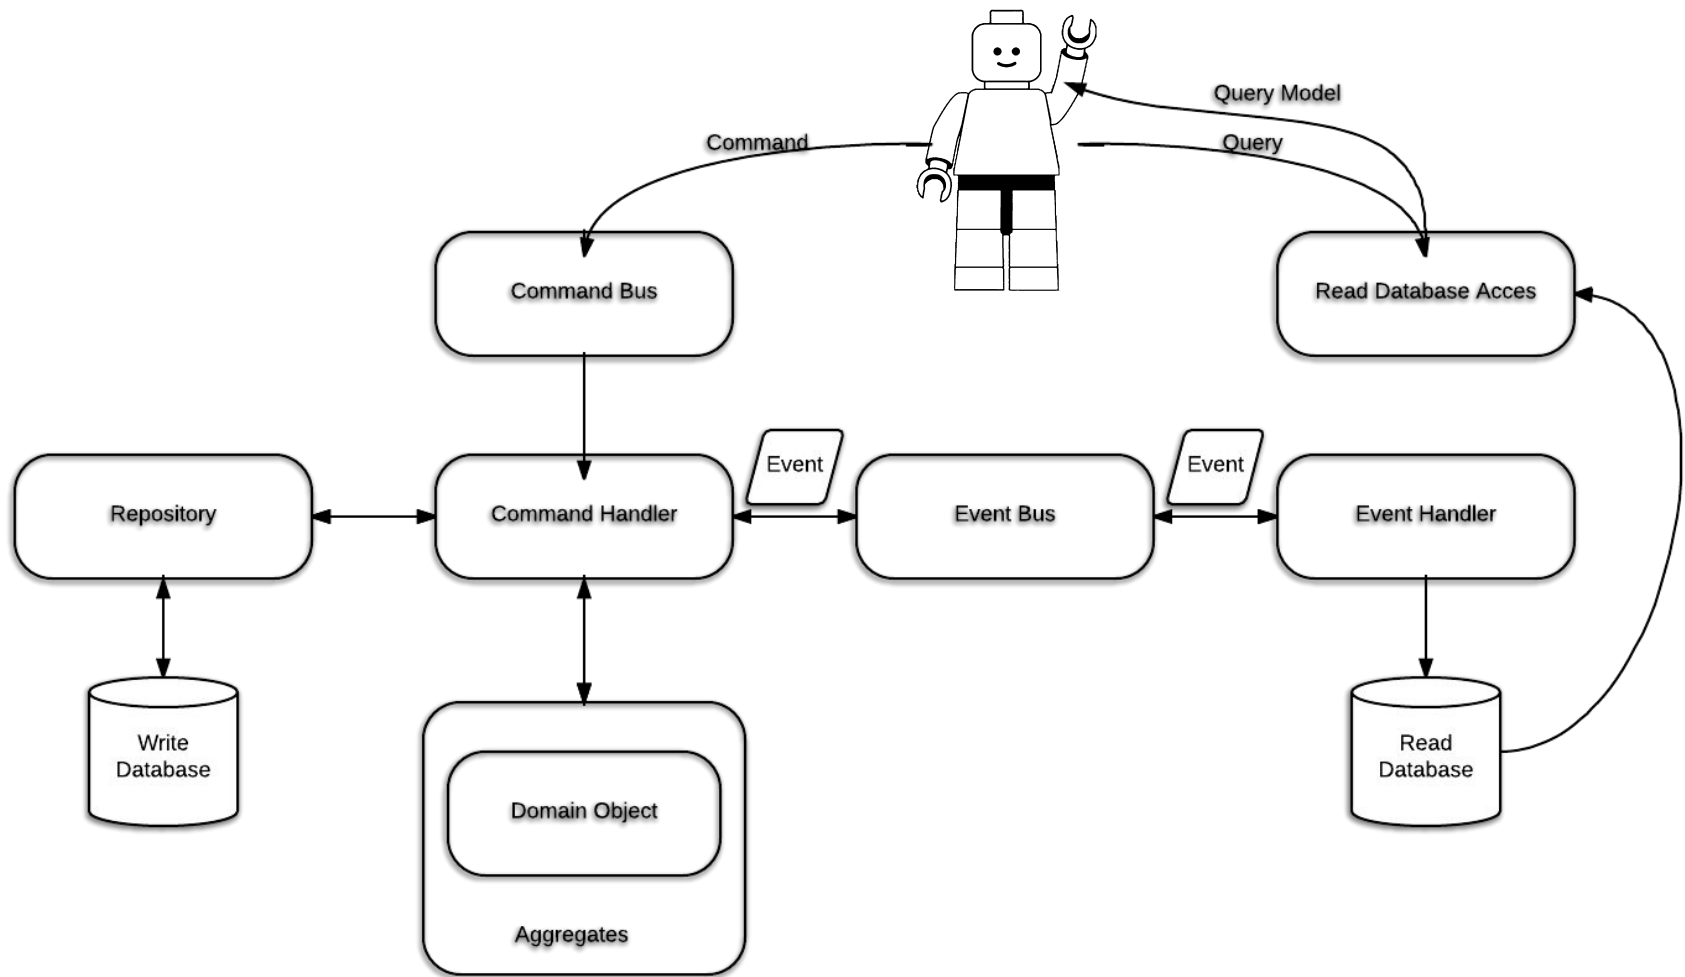 Query Model
Command
Query
Command Bus
Read Database Acces
Event
Event
Repository
Command Handler
Event Bus
Event Handler
Write
Database
Read
Database
Domain Object
Aggregates